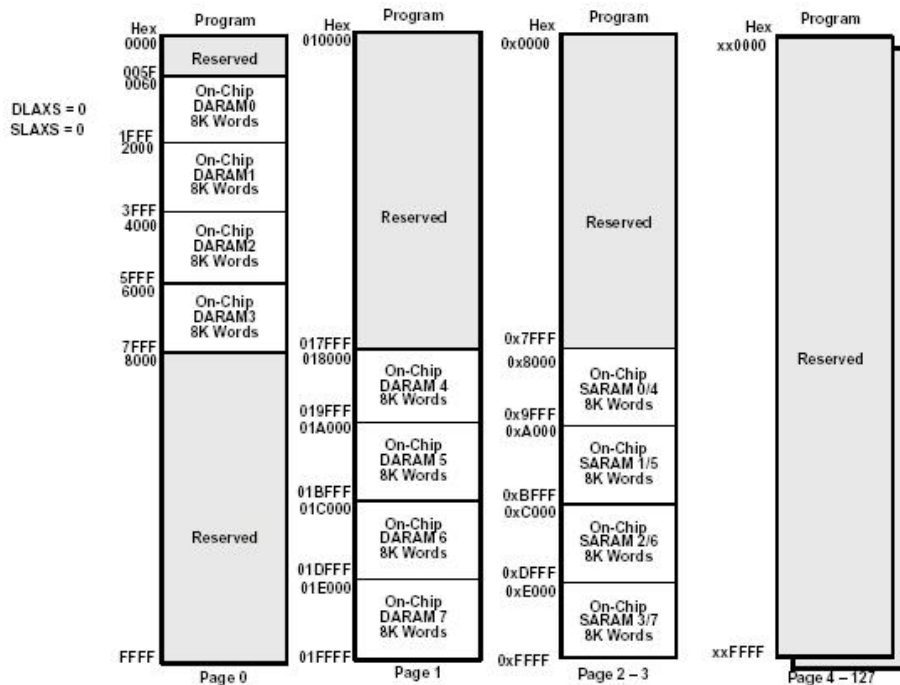 Hex
Program
0000
Reserved
005F
0060
On-Chip
DARAM0
8K Words
1FFF
2000
On-Chip
DARAM1
8K Words
3FFF
4000
On-Chip
DARAM2
8K Words
5FFF
6000
On-Chip
DARAM3
8K Words
7FFF
8000
Reserved
FFFF
Page 0
DLAXS = 0
SLAXS = 0
Hex
Program
010000
Reserved
017FFF
018000
On-Chip
DARAM 4
8K Words
019FFF
01A000
On-Chip
DARAM 5
8K Words
01BFFF
01C000
On-Chip
DARAM 6
8K Words
01DFFF
01E000
On-Chip
DARAM 7
8K Words
01FFFF
Page 1
Hex
Program
0x0000
Reserved
0x7FFF
0x8000
On-Chip
SARAM 0/4
8K Words
0x9FFF
0xA000
On-Chip
SARAM 1/5
8K Words
0xBFFF
0xC000
On-Chip
SARAM 2/6
8K Words
0xDFFF
0xE000
On-Chip
SARAM 3/7
8K Words
0xFFFF
Page 2 – 3
Hex
Program
xx0000
Reserved
xxFFFF
Page 4 – 127